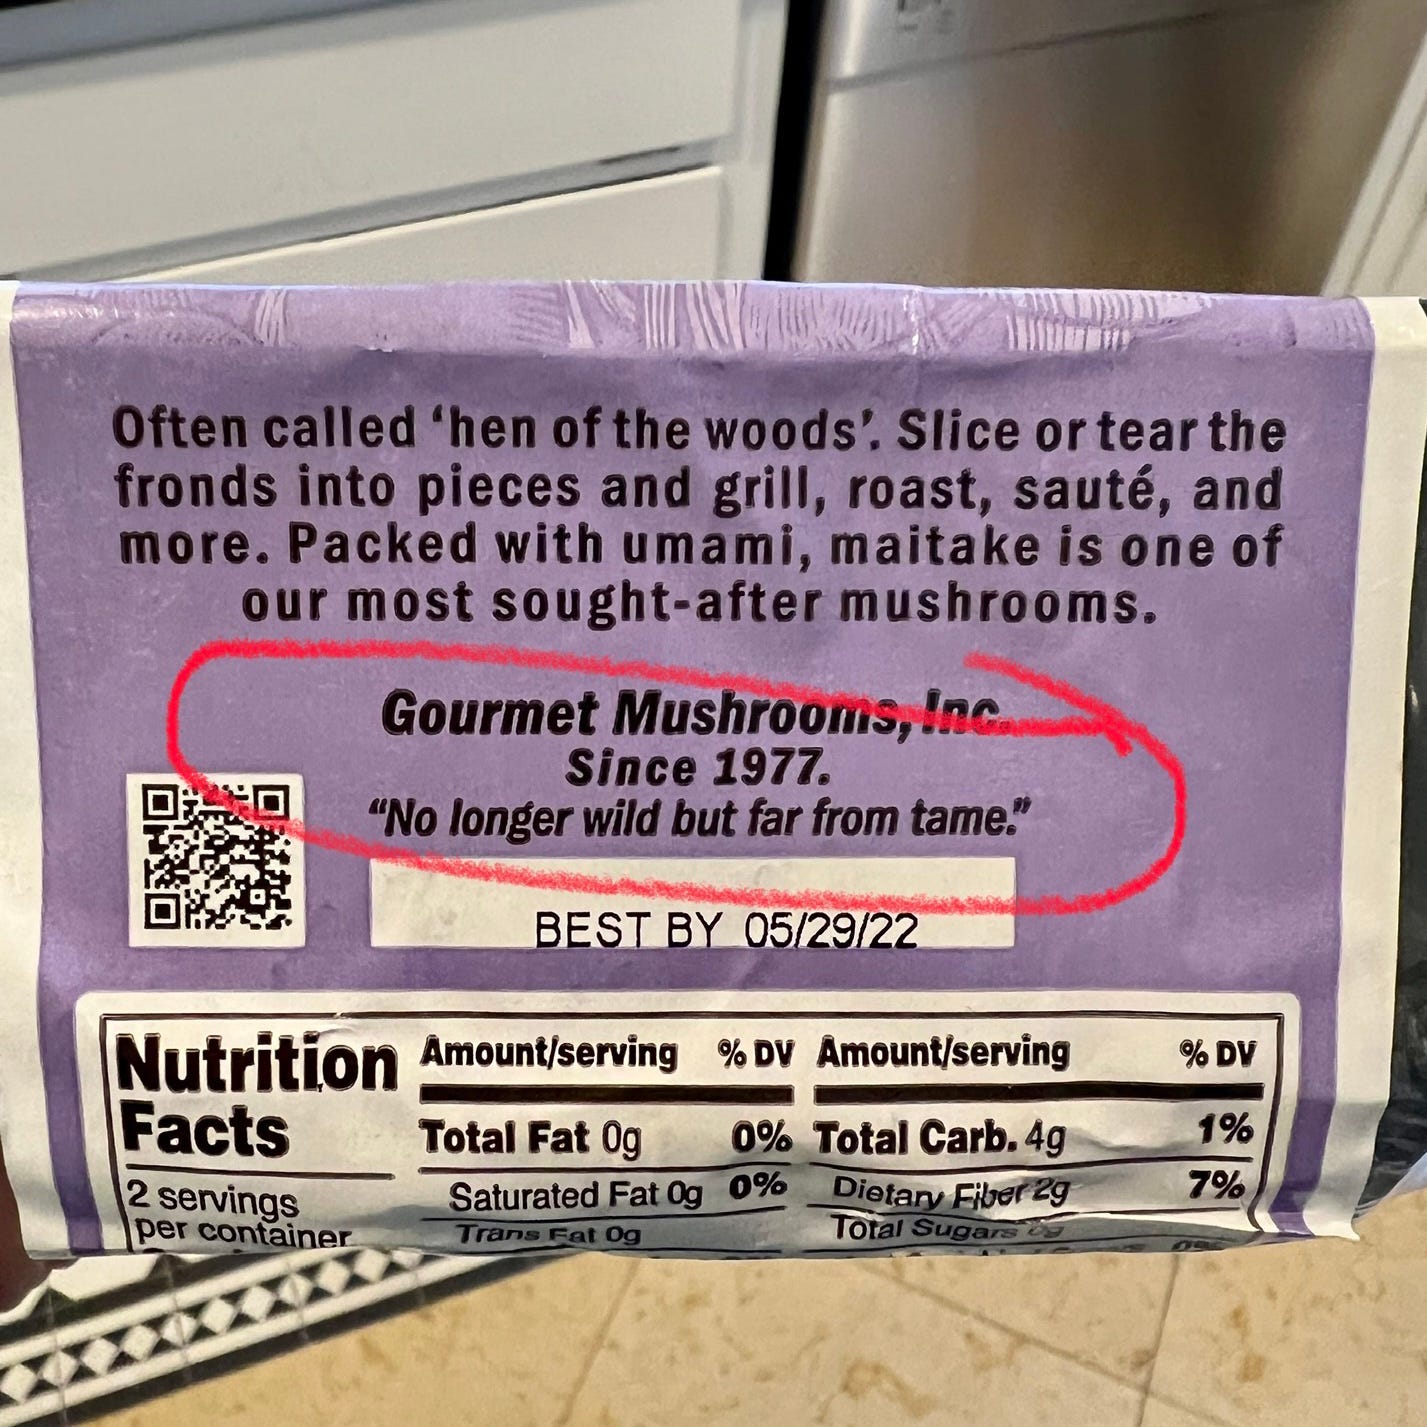 Often called ‘hen of the woods’. Slice or tear the
fronds into pieces and grill, roast, sauté, and
more. Packed with umami, maitake is one of
our most sought-after mushrooms.
Gourmet Mushrooms, Inc.
Since 1977.
“No longer wild but far from tame.”
BEST BY 05/29/22
Nutrition
Facts
2 servings
per container
Amount/serving % DV
Total Fat 0g 0%
Saturated Fat 0g 0%
Trans Fat 0g
Amount/serving % DV
Total Carb. 4g 1%
Dietary Fiber 2g 7%
Total Sugars